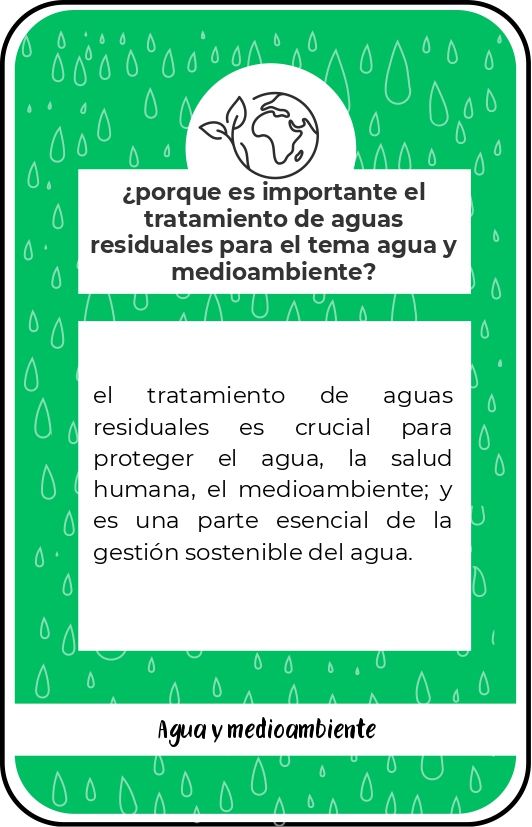 ¿porque es importante el
tratamiento de aguas
residuales para el tema agua y
medioambiente?
el tratamiento de aguas
residuales es crucial para
proteger el agua, la salud
humana, el medioambiente; y
es una parte esencial de la
gestión sostenible del agua.
Agua y medioambiente